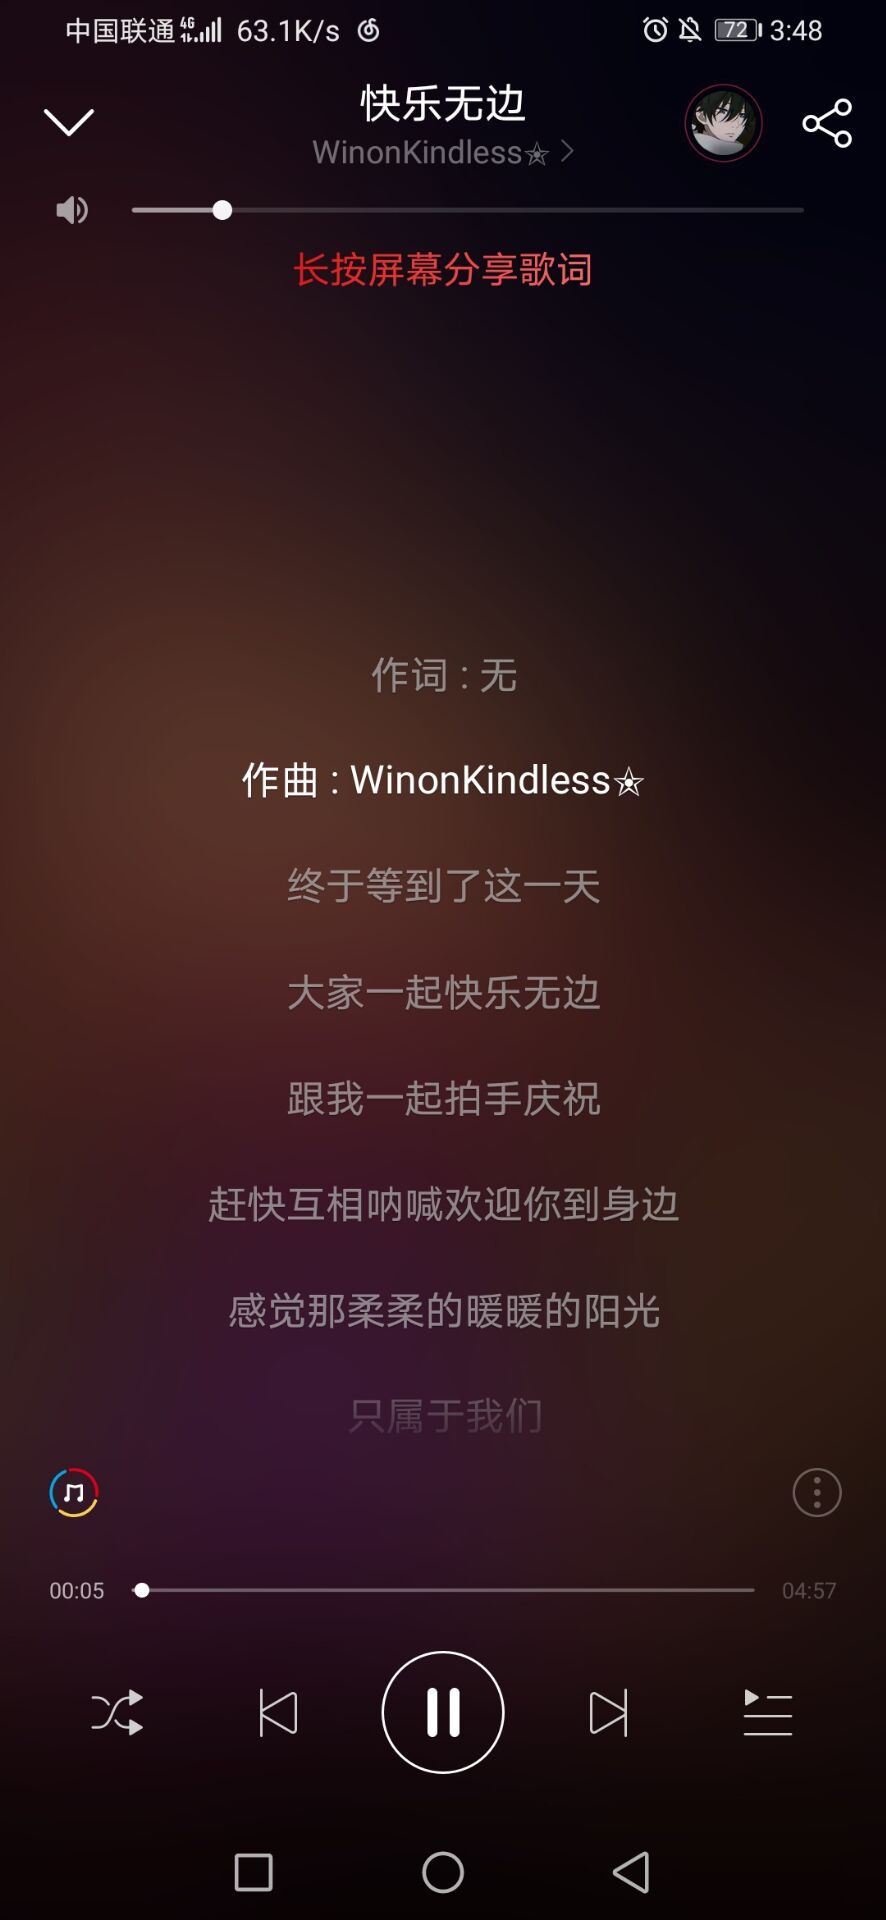 中国联通 4G 63.1K/s 72 3:48
快乐无边
WinonKindless✯
长按屏幕分享歌词
作词 : 无
作曲 : WinonKindless✯
终于等到了这一天
大家一起快乐无边
跟我一起拍手庆祝
赶快互相呐喊欢迎你到身边
感觉那柔柔的暖暖的阳光
只属于我们
00:05 04:57